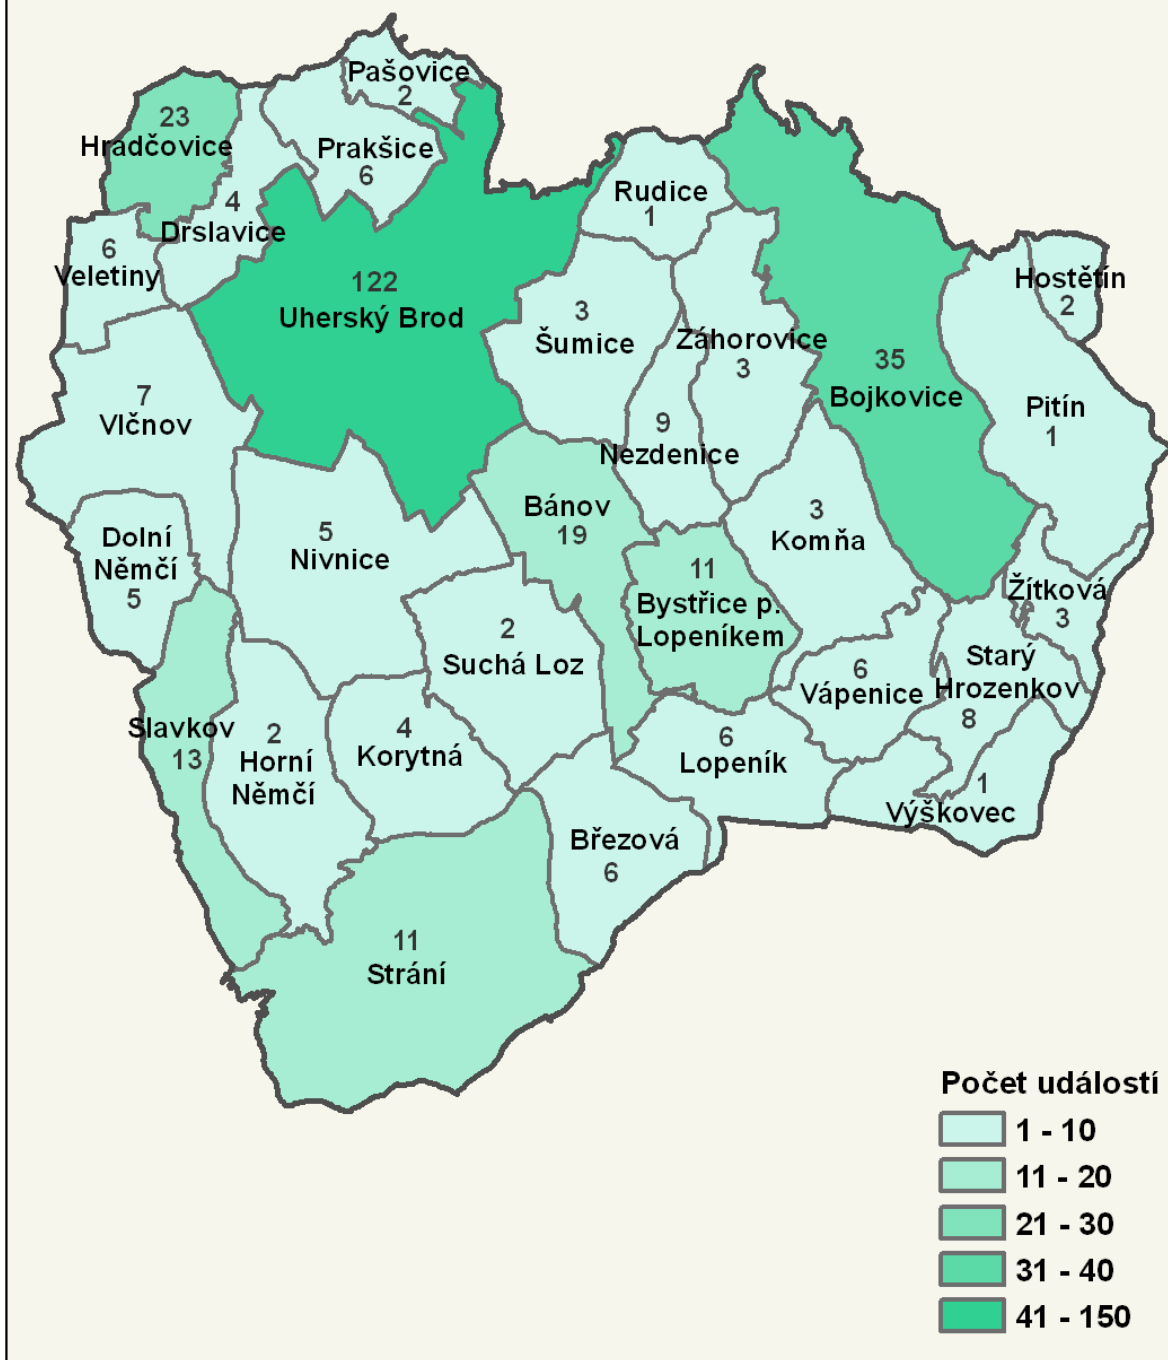 Pašovice
2
23
Hradčovice
Prakšice
6
Rudice
1
4
Drslavice
6
Veletiny
122
Uherský Brod
Hostětín
2
3
Šumice
Záhorovice
3
35
Bojkovice
7
Vlčnov
Pitín
1
9
Nezdenice
Bánov
19
3
Komňa
Dolní
Němčí
5
5
Nivnice
11
Bystřice p.
Lopeníkem
Žítková
3
2
Suchá Loz
Starý
Hrozenkov
8
6
Vápenice
Slavkov
13
2
Horní
Němčí
4
Korytná
6
Lopeník
1
Výškovec
Březová
6
11
Strání
Počet událostí
1 - 10
11 - 20
21 - 30
31 - 40
41 - 150